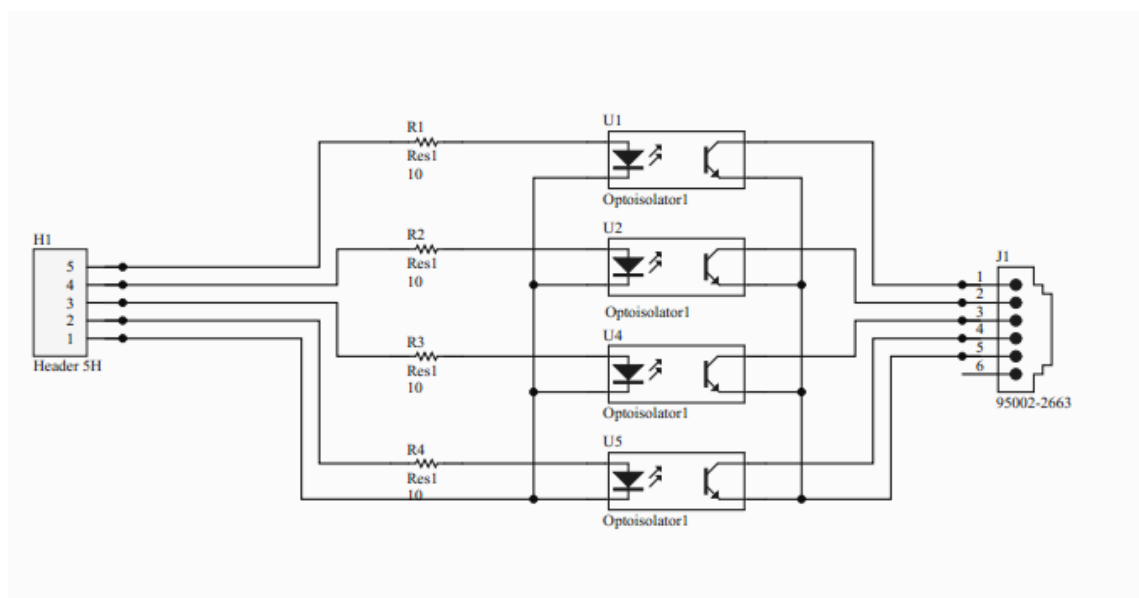 R1
Res1
10
U1
Optoisolator1
R2
Res1
10
U2
Optoisolator1
H1
5
4
3
2
1
Header 5H
J1
1
2
3
4
5
6
95002-2663
R3
Res1
10
U4
Optoisolator1
R4
Res1
10
U5
Optoisolator1